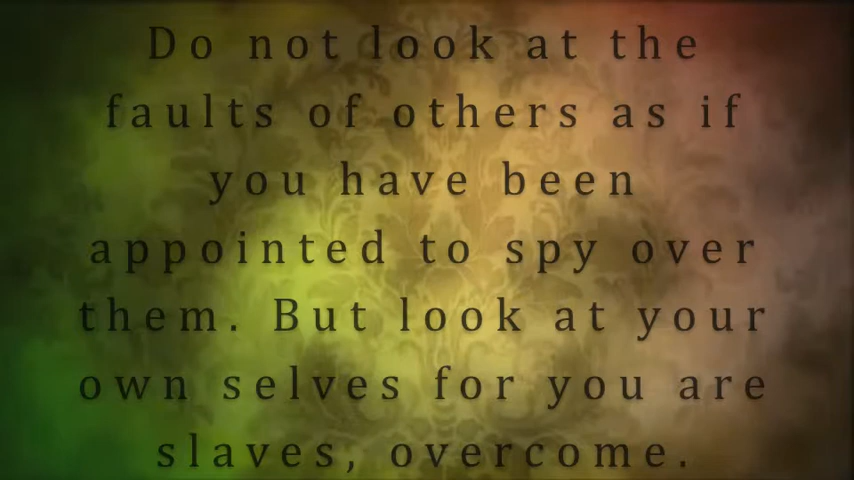 Do not look at the
faults of others as if
you have been
appointed to spy over
them. But look at your
own selves for you are
slaves, overcome.